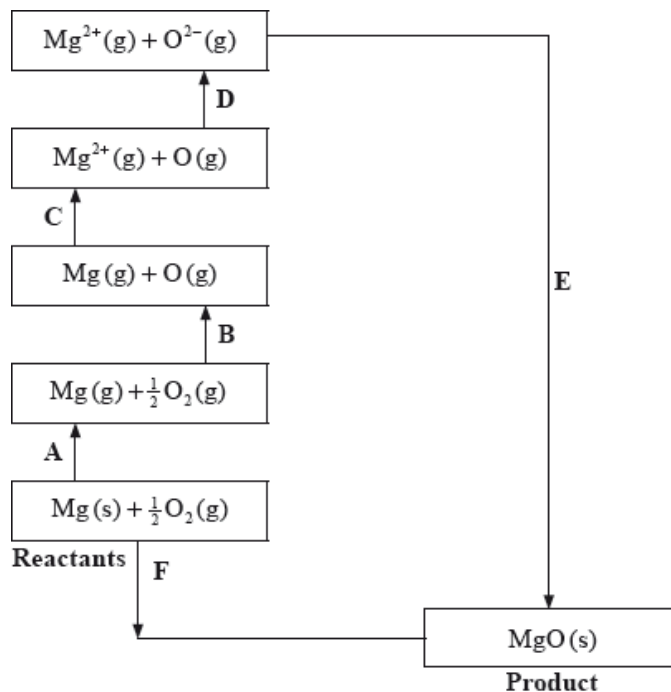 Mg²⁺(g) + O²⁻(g)
D
Mg²⁺(g) + O(g)
C
Mg(g) + O(g)
E
B
Mg(g) + ½O₂(g)
A
Mg(s) + ½O₂(g)
Reactants
F
MgO(s)
Product